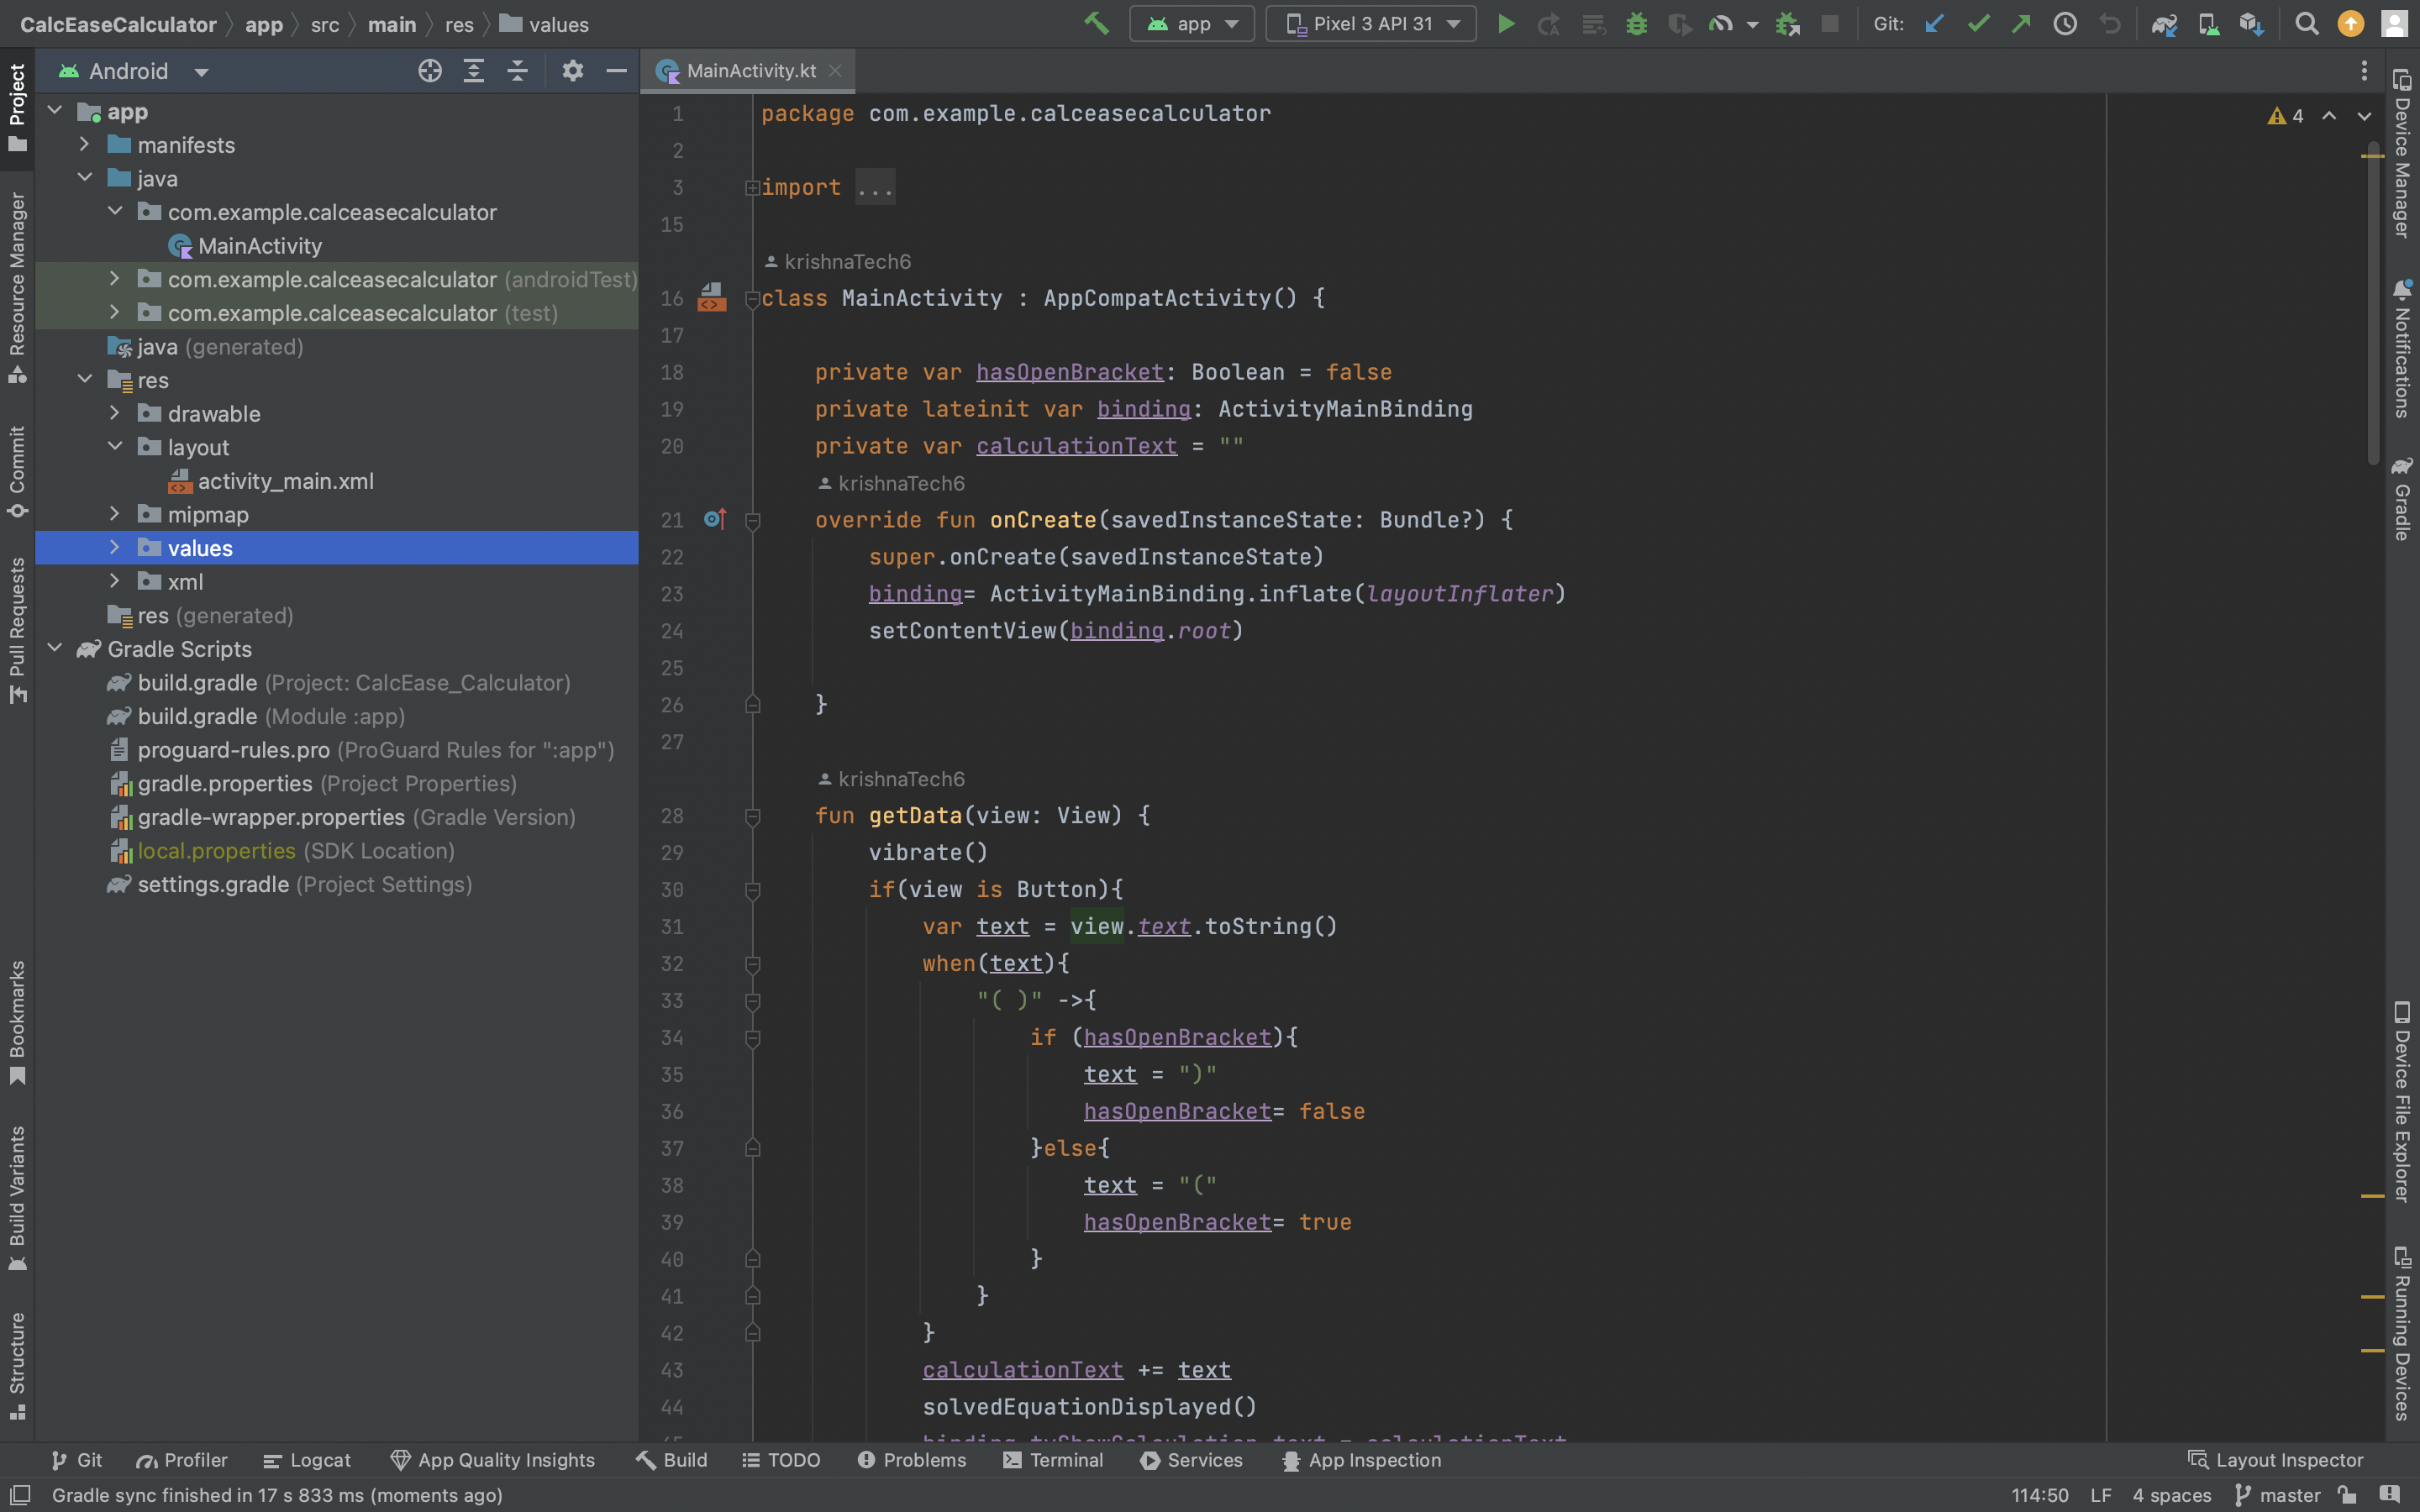 CalcEaseCalculator app src main res values
app Pixel 3 API 31 Git:
Project
Resource Manager
Commit
Pull Requests
Bookmarks
Build Variants
Structure
Android
app
manifests
java
com.example.calceasecalculator
MainActivity
com.example.calceasecalculator (androidTest)
com.example.calceasecalculator (test)
java (generated)
res
drawable
layout
activity_main.xml
mipmap
values
xml
res (generated)
Gradle Scripts
build.gradle (Project: CalcEase_Calculator)
build.gradle (Module :app)
proguard-rules.pro (ProGuard Rules for ":app")
gradle.properties (Project Properties)
gradle-wrapper.properties (Gradle Version)
local.properties (SDK Location)
settings.gradle (Project Settings)
MainActivity.kt
4
1 package com.example.calceasecalculator
2
3 import ...
15
krishnaTech6
16 class MainActivity : AppCompatActivity() {
17
18 private var hasOpenBracket: Boolean = false
19 private lateinit var binding: ActivityMainBinding
20 private var calculationText = ""
krishnaTech6
21 override fun onCreate(savedInstanceState: Bundle?) {
22 super.onCreate(savedInstanceState)
23 binding= ActivityMainBinding.inflate(layoutInflater)
24 setContentView(binding.root)
25
26 }
27
krishnaTech6
28 fun getData(view: View) {
29 vibrate()
30 if(view is Button){
31 var text = view.text.toString()
32 when(text){
33 "( )" ->{
34 if (hasOpenBracket){
35 text = ")"
36 hasOpenBracket= false
37 }else{
38 text = "("
39 hasOpenBracket= true
40 }
41 }
42 }
43 calculationText += text
44 solvedEquationDisplayed()
Device Manager
Notifications
Gradle
Device File Explorer
Running Devices
Git Profiler Logcat App Quality Insights Build TODO Problems Terminal Services App Inspection Layout Inspector
Gradle sync finished in 17 s 833 ms (moments ago) 114:50 LF 4 spaces master